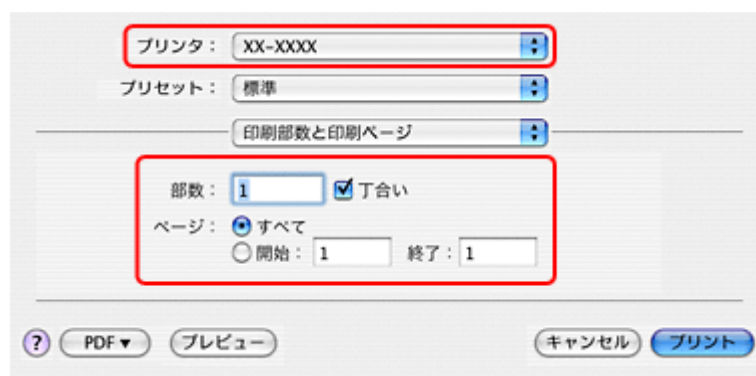 プリンタ： XX-XXXX
プリセット： 標準
印刷部数と印刷ページ
部数： 1 丁合い
ページ： すべて
開始： 1 終了： 1
? PDF▼ プレビュー キャンセル プリント